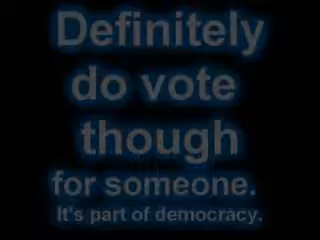 Definitely
do vote
though
for someone.
It's part of democracy.